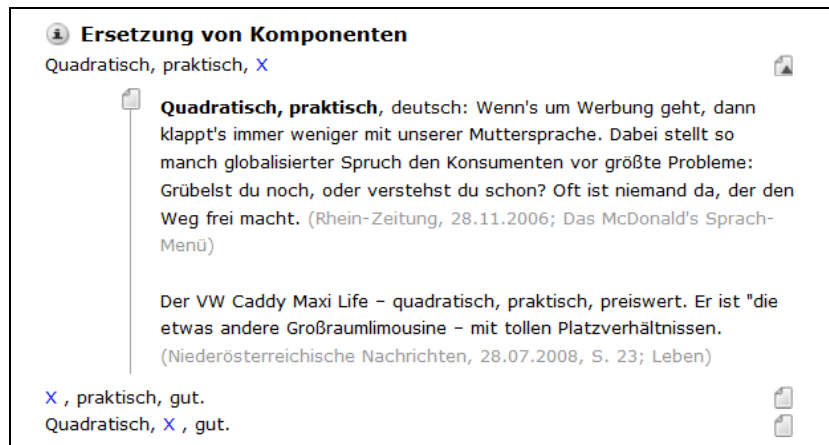 Ersetzung von Komponenten
Quadratisch, praktisch, X
Quadratisch, praktisch, deutsch: Wenn's um Werbung geht, dann
klappt's immer weniger mit unserer Muttersprache. Dabei stellt so
manch globalisierter Spruch den Konsumenten vor größte Probleme:
Grübelst du noch, oder verstehst du schon? Oft ist niemand da, der den
Weg frei macht. (Rhein-Zeitung, 28.11.2006; Das McDonald's Sprach-
Menü)
Der VW Caddy Maxi Life – quadratisch, praktisch, preiswert. Er ist "die
etwas andere Großraumlimousine – mit tollen Platzverhältnissen.
(Niederösterreichische Nachrichten, 28.07.2008, S. 23; Leben)
X , praktisch, gut.
Quadratisch, X , gut.